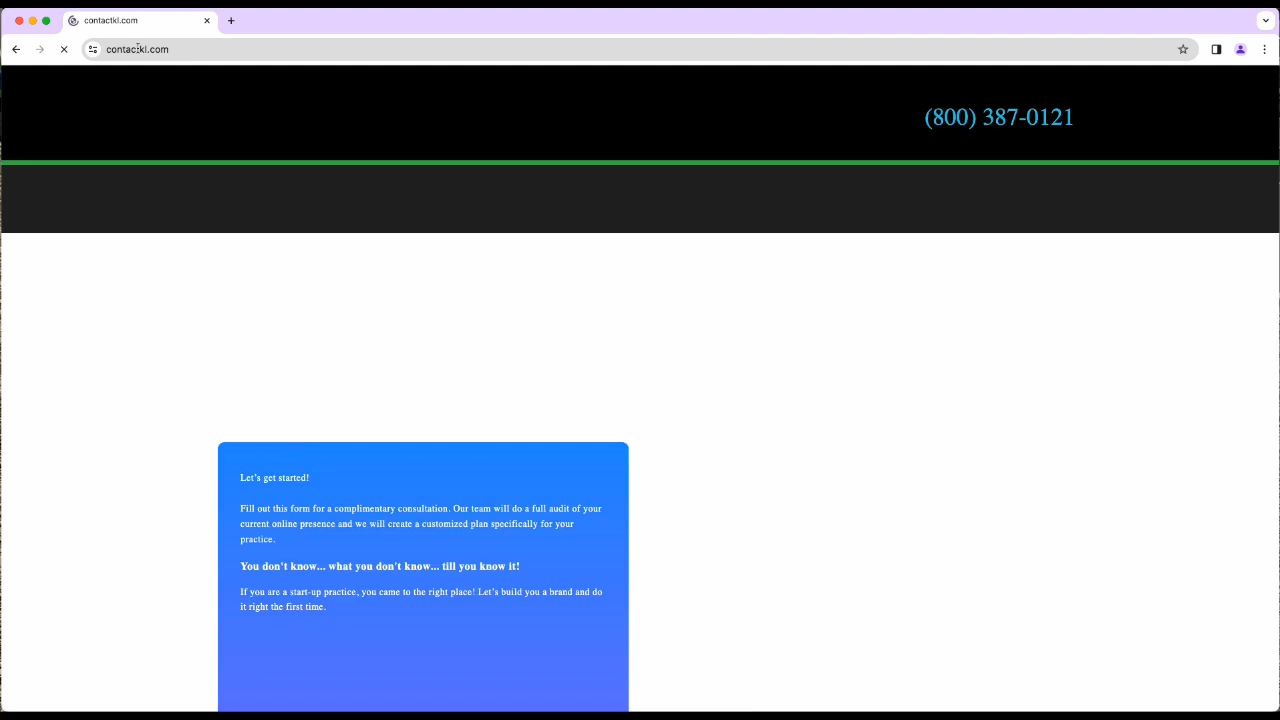 contactkl.com
contactkl.com
(800) 387-0121
Let's get started!
Fill out this form for a complimentary consultation. Our team will do a full audit of your
current online presence and we will create a customized plan specifically for your
practice.
You don't know... what you don't know... till you know it!
If you are a start-up practice, you came to the right place! Let's build you a brand and do
it right the first time.